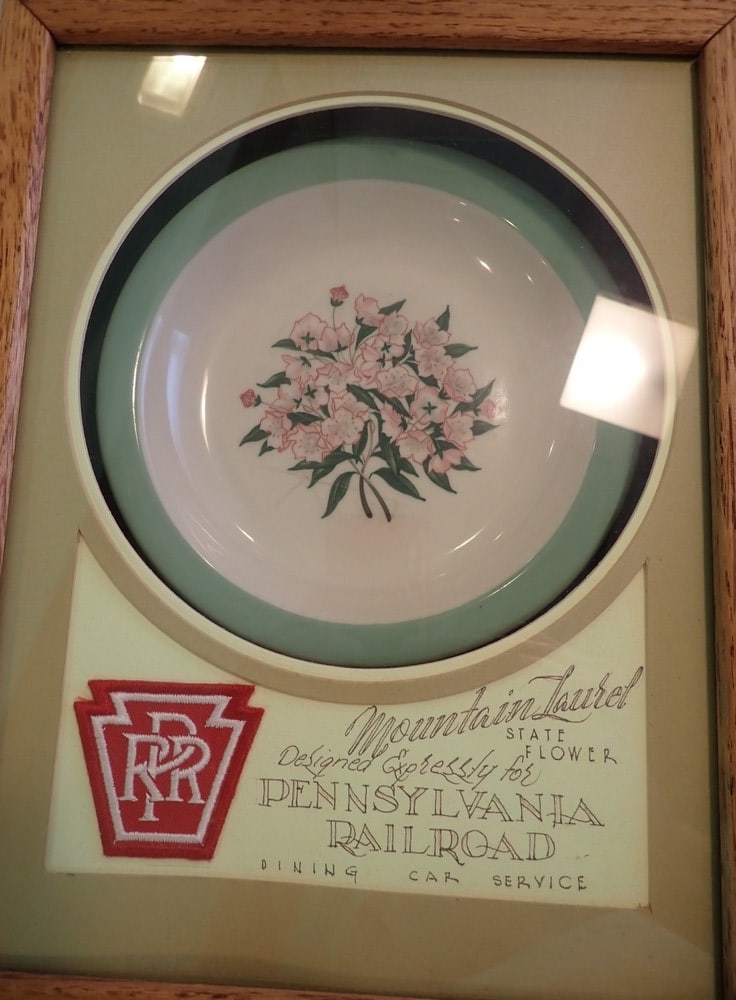 PRR
Mountain Laurel
STATE
FLOWER
Designed Expressly for
PENNSYLVANIA
RAILROAD
DINING CAR SERVICE